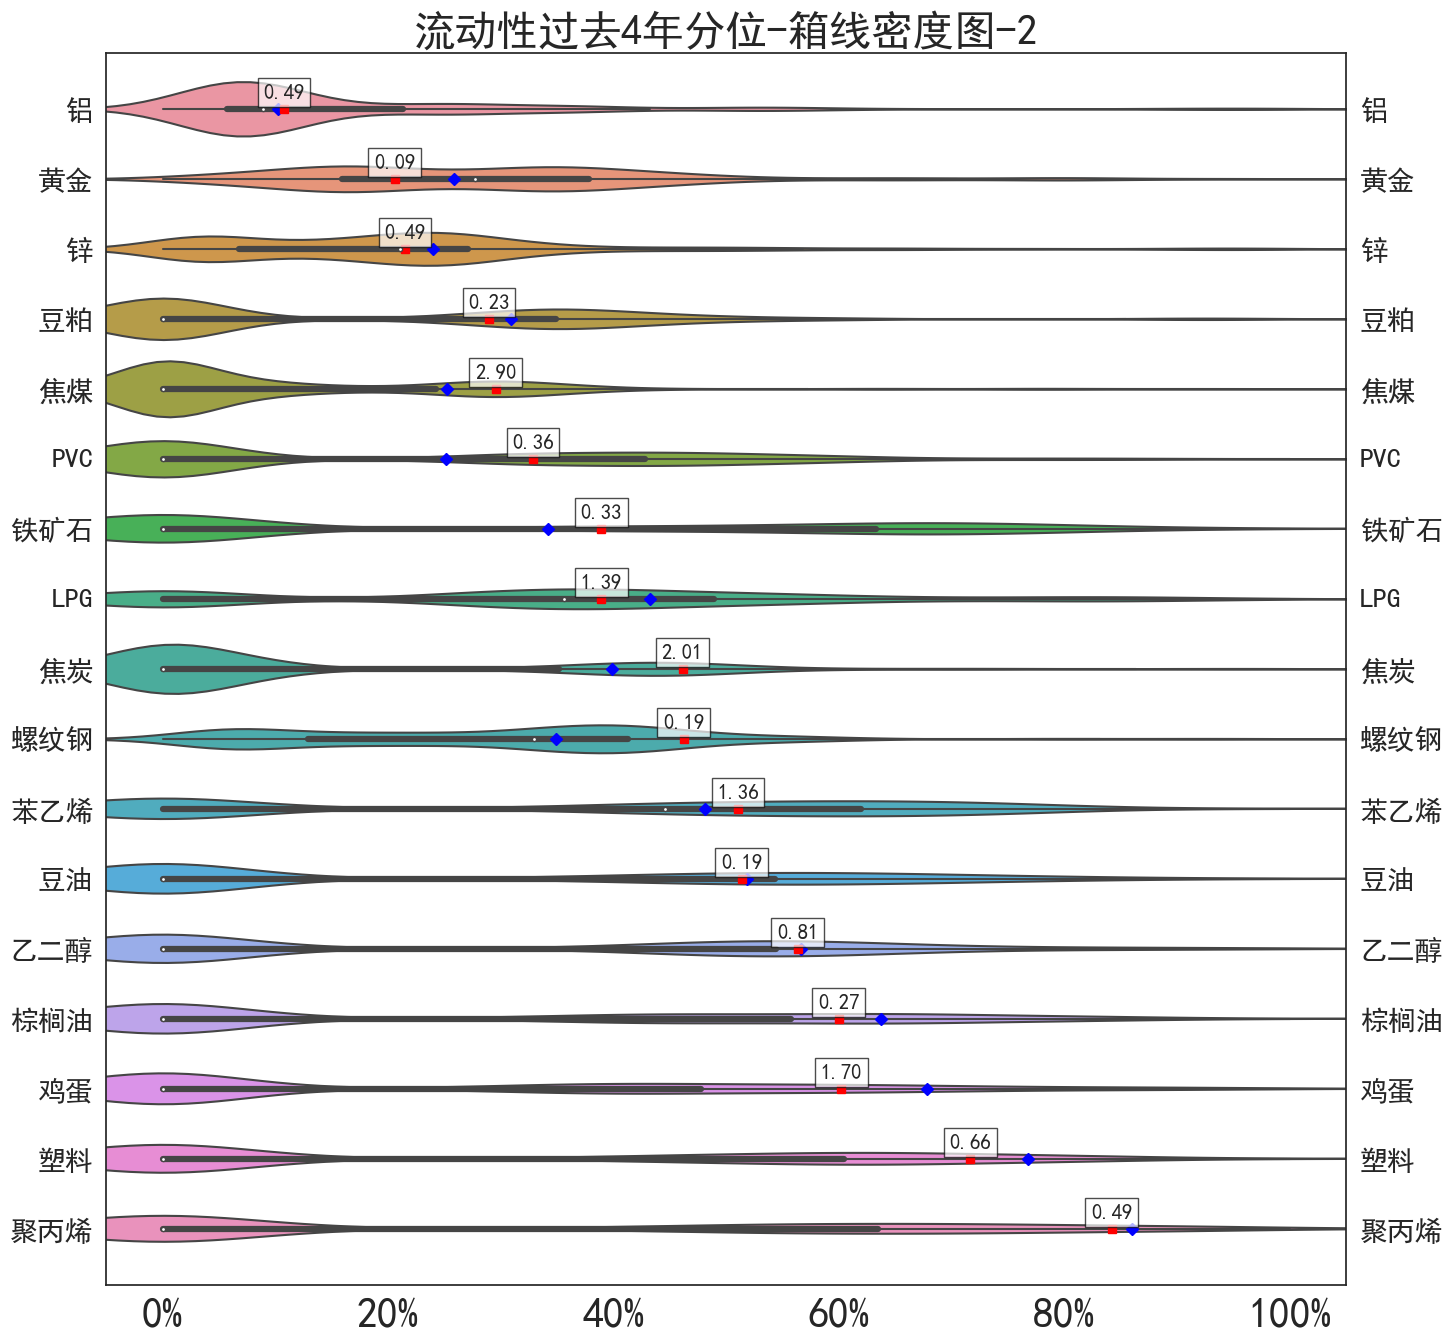 流动性过去4年分位-箱线密度图-2
铝 0.49 铝
黄金 0.09 黄金
锌 0.49 锌
豆粕 0.23 豆粕
焦煤 2.90 焦煤
PVC 0.36 PVC
铁矿石 0.33 铁矿石
LPG 1.39 LPG
焦炭 2.01 焦炭
螺纹钢 0.19 螺纹钢
苯乙烯 1.36 苯乙烯
豆油 0.19 豆油
乙二醇 0.81 乙二醇
棕榈油 0.27 棕榈油
鸡蛋 1.70 鸡蛋
塑料 0.66 塑料
聚丙烯 0.49 聚丙烯
0% 20% 40% 60% 80% 100%